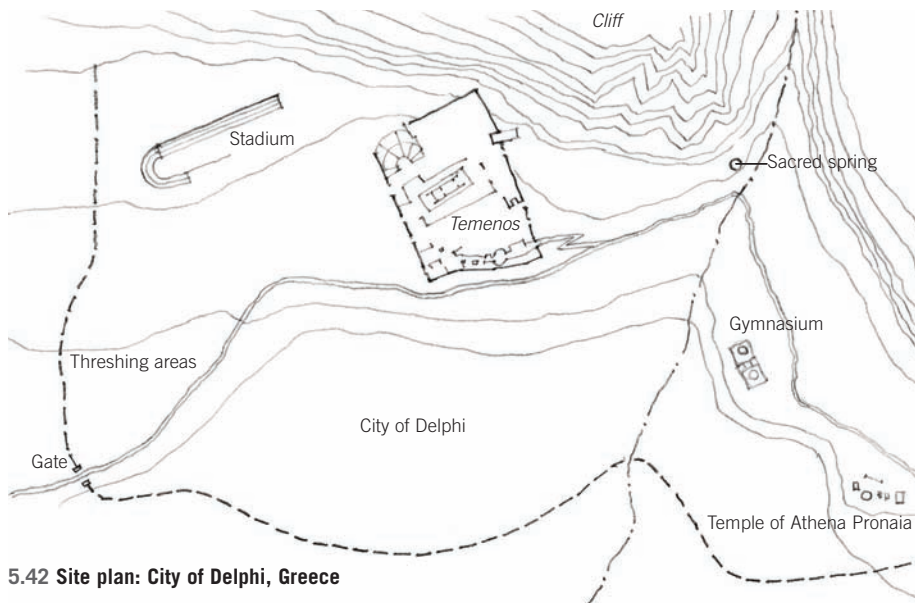 Cliff
Stadium
Sacred spring
Temenos
Gymnasium
Threshing areas
City of Delphi
Gate
Temple of Athena Pronaia
5.42 Site plan: City of Delphi, Greece